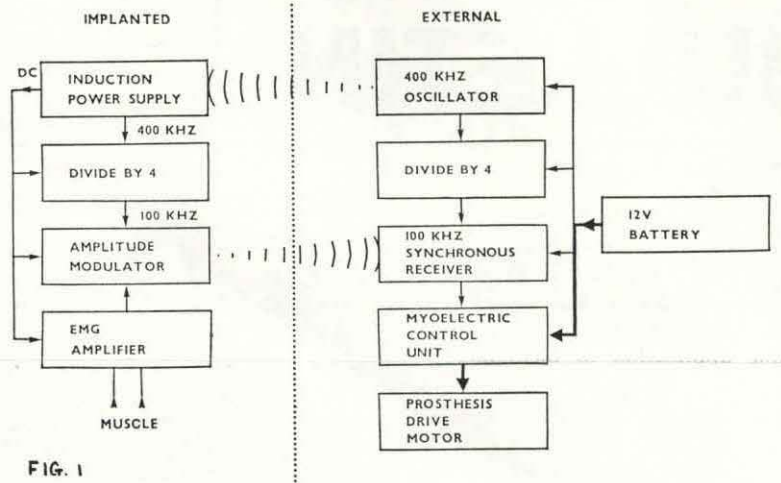 IMPLANTED
EXTERNAL
DC
INDUCTION
POWER SUPPLY
400 KHZ
DIVIDE BY 4
100 KHZ
AMPLITUDE
MODULATOR
EMG
AMPLIFIER
MUSCLE
400 KHZ
OSCILLATOR
DIVIDE BY 4
100 KHZ
SYNCHRONOUS
RECEIVER
MYOELECTRIC
CONTROL
UNIT
PROSTHESIS
DRIVE
MOTOR
12V
BATTERY
FIG. 1